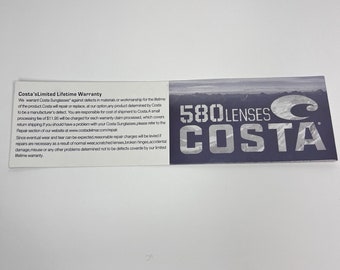 Costa'sLimited Lifetime Warranty
We warrant Costa Sunglasses* against defects in materials or workmanship for the lifetime
of the product. Costa will repair or replace, at our option, any product determined by Costa
to be a manufacturer's defect. You are responsible for cost of shipment to Costa. A small
processing fee of $11.95 will be charged for each warranty claim processed, which covers
return shipping. If you should have a problem with your Costa Sunglasses, please refer to the
Repair section of our website at www.costadelmar.com/repair.
Since eventual wear and tear can be expected, reasonable repair charges will be levied if
repairs are necessary as a result of normal wear, scratched lenses, broken hinges, accidental
damage, misuse or any other problems determined not to be defects coverable by our limited
lifetime warranty.
580 LENSES
COSTA